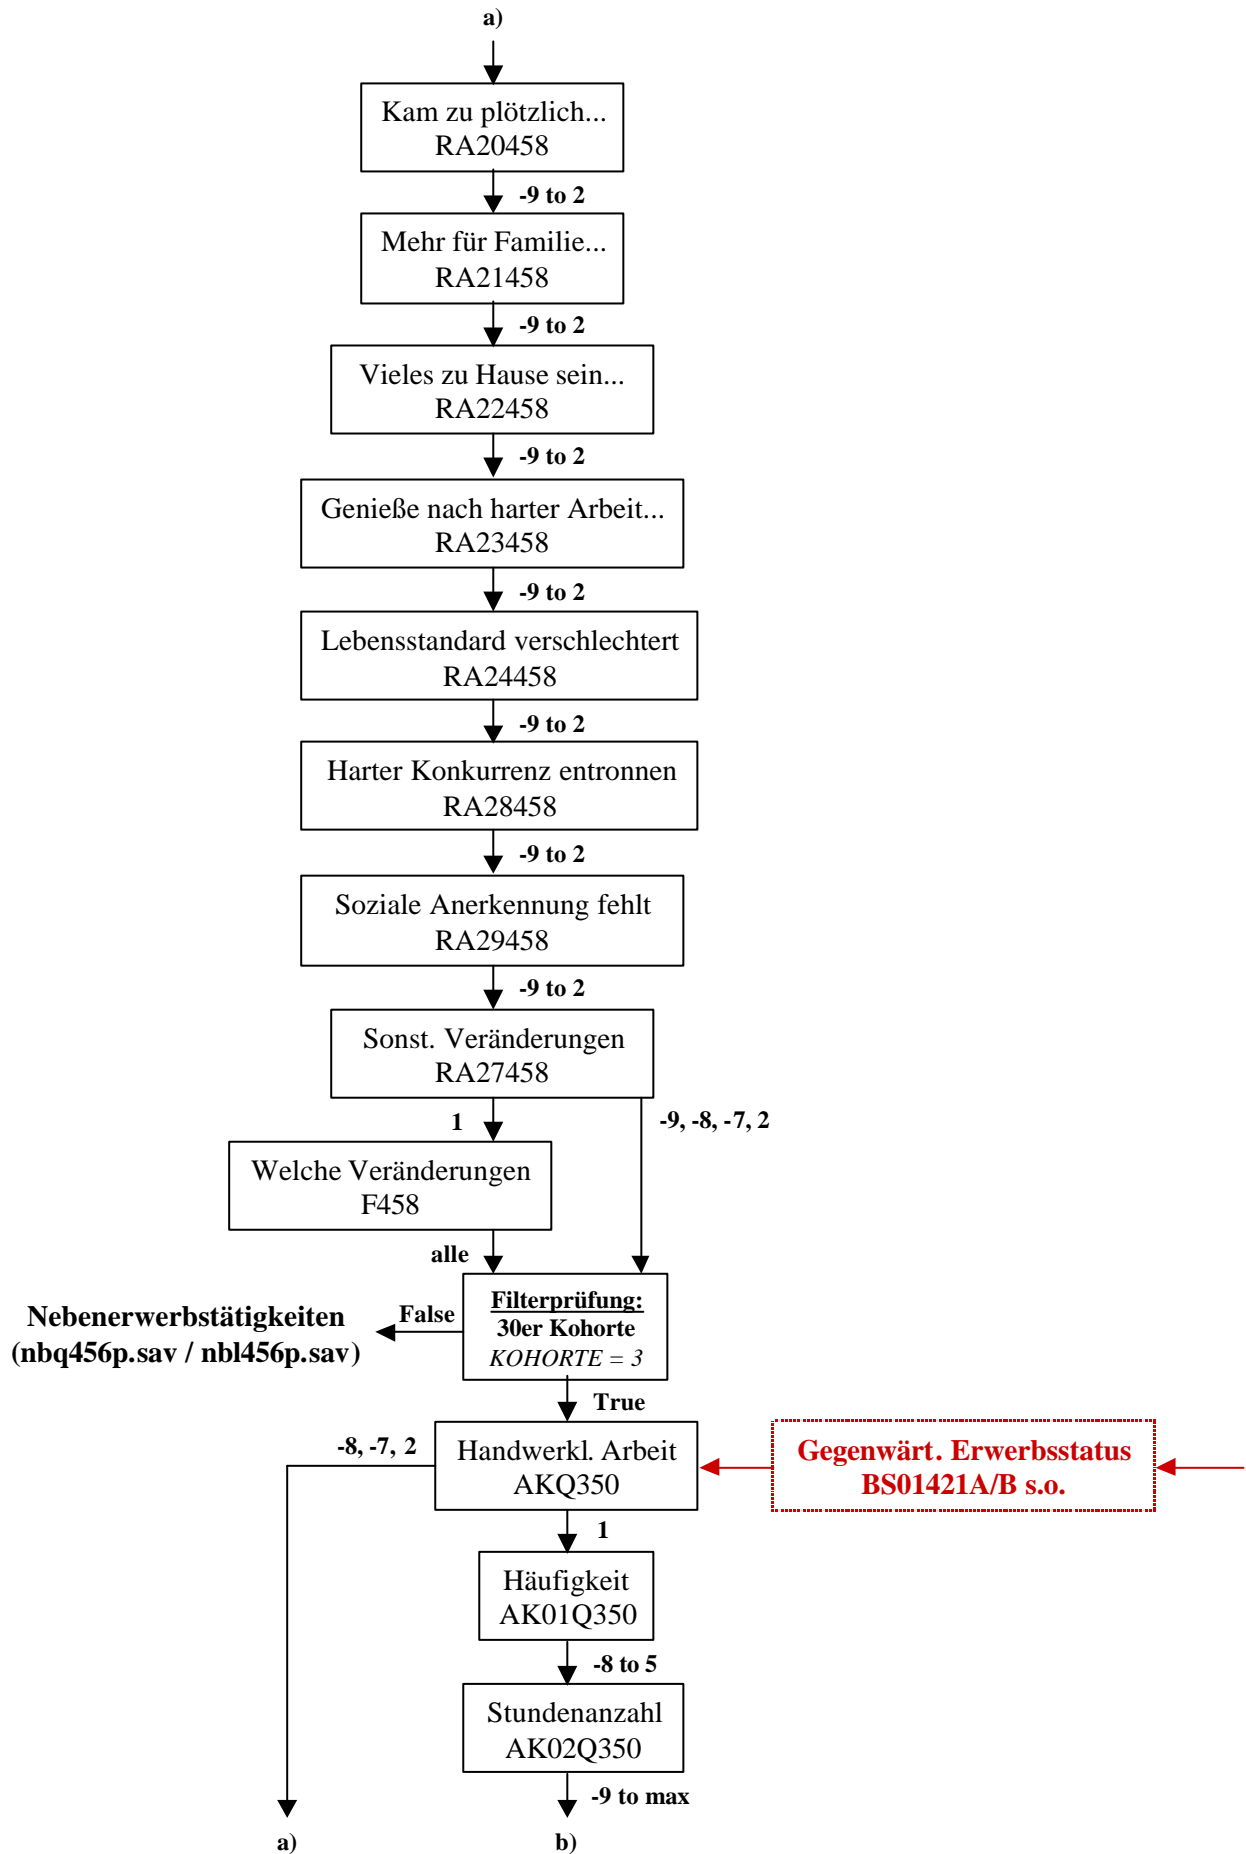 a)
Kam zu plötzlich...
RA20458
-9 to 2
Mehr für Familie...
RA21458
-9 to 2
Vieles zu Hause sein...
RA22458
-9 to 2
Genieße nach harter Arbeit...
RA23458
-9 to 2
Lebensstandard verschlechtert
RA24458
-9 to 2
Harter Konkurrenz entronnen
RA28458
-9 to 2
Soziale Anerkennung fehlt
RA29458
-9 to 2
Sonst. Veränderungen
RA27458
1
-9, -8, -7, 2
Welche Veränderungen
F458
alle
Filterprüfung:
30er Kohorte
KOHORTE = 3
False
Nebenerwerbstätigkeiten
(nbq456p.sav / nbl456p.sav)
True
-8, -7, 2
Handwerkl. Arbeit
AKQ350
Gegenwärt. Erwerbsstatus
BS01421A/B s.o.
1
Häufigkeit
AK01Q350
-8 to 5
Stundenanzahl
AK02Q350
-9 to max
a)
b)